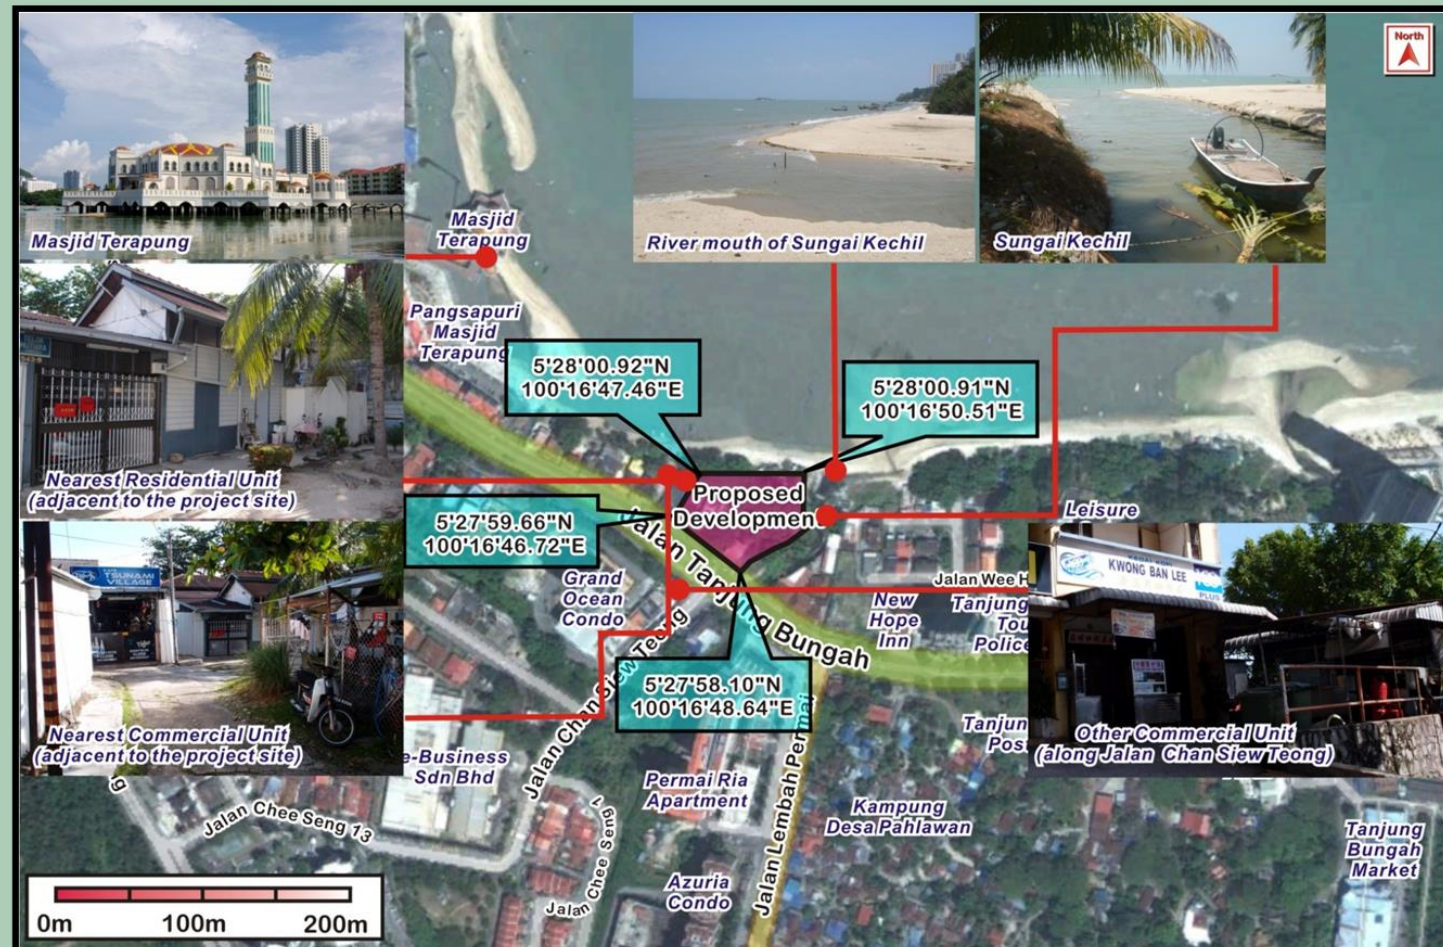 North
Masjid Terapung
Masjid
Terapung
River mouth of Sungai Kechil
Sungai Kechil
Pangsapuri
Masjid
Terapung
5'28'00.92"N
100'16'47.46"E
5'28'00.91"N
100'16'50.51"E
Nearest Residential Unit
(adjacent to the project site)
Proposed
Development
5'27'59.66"N
100'16'46.72"E
Leisure
Jalan Tanjung Bungah
TSUNAMI
VILLAGE
Grand
Ocean
Condo
Jalan Wee H
New
Hope
Inn
Tanjung
Tou
Police
KWONG BAN LEE
PLUS
5'27'58.10"N
100'16'48.64"E
Jalan Chan Siew Teong
Nearest Commercial Unit
(adjacent to the project site)
Tanjun
Post
Other Commercial Unit
(along Jalan Chan Siew Teong)
e-Business
Sdn Bhd
Permai Ria
Apartment
Jalan Lembah Permai
g
Jalan Chee Seng 13
Jalan Chee Seng 1
Kampung
Desa Pahlawan
Tanjung
Bungah
Market
Azuria
Condo
0m 100m 200m